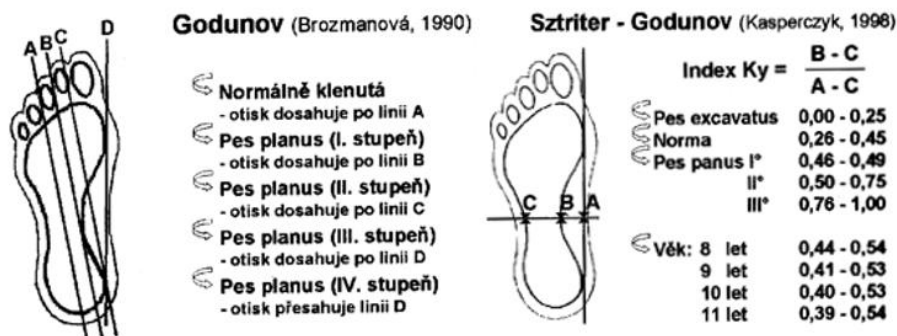 A B C D
Godunov (Brozmanová, 1990)
Normálně klenutá
- otisk dosahuje po linii A
Pes planus (I. stupeň)
- otisk dosahuje po linii B
Pes planus (II. stupeň)
- otisk dosahuje po linii C
Pes planus (III. stupeň)
- otisk dosahuje po linii D
Pes planus (IV. stupeň)
- otisk přesahuje linii D
Sztriter - Godunov (Kasperczyk, 1998)
C B A
Index Ky = B - C
A - C
Pes excavatus 0,00 - 0,25
Norma 0,26 - 0,45
Pes panus I° 0,46 - 0,49
II° 0,50 - 0,75
III° 0,76 - 1,00
Věk: 8 let 0,44 - 0,54
9 let 0,41 - 0,53
10 let 0,40 - 0,53
11 let 0,39 - 0,54